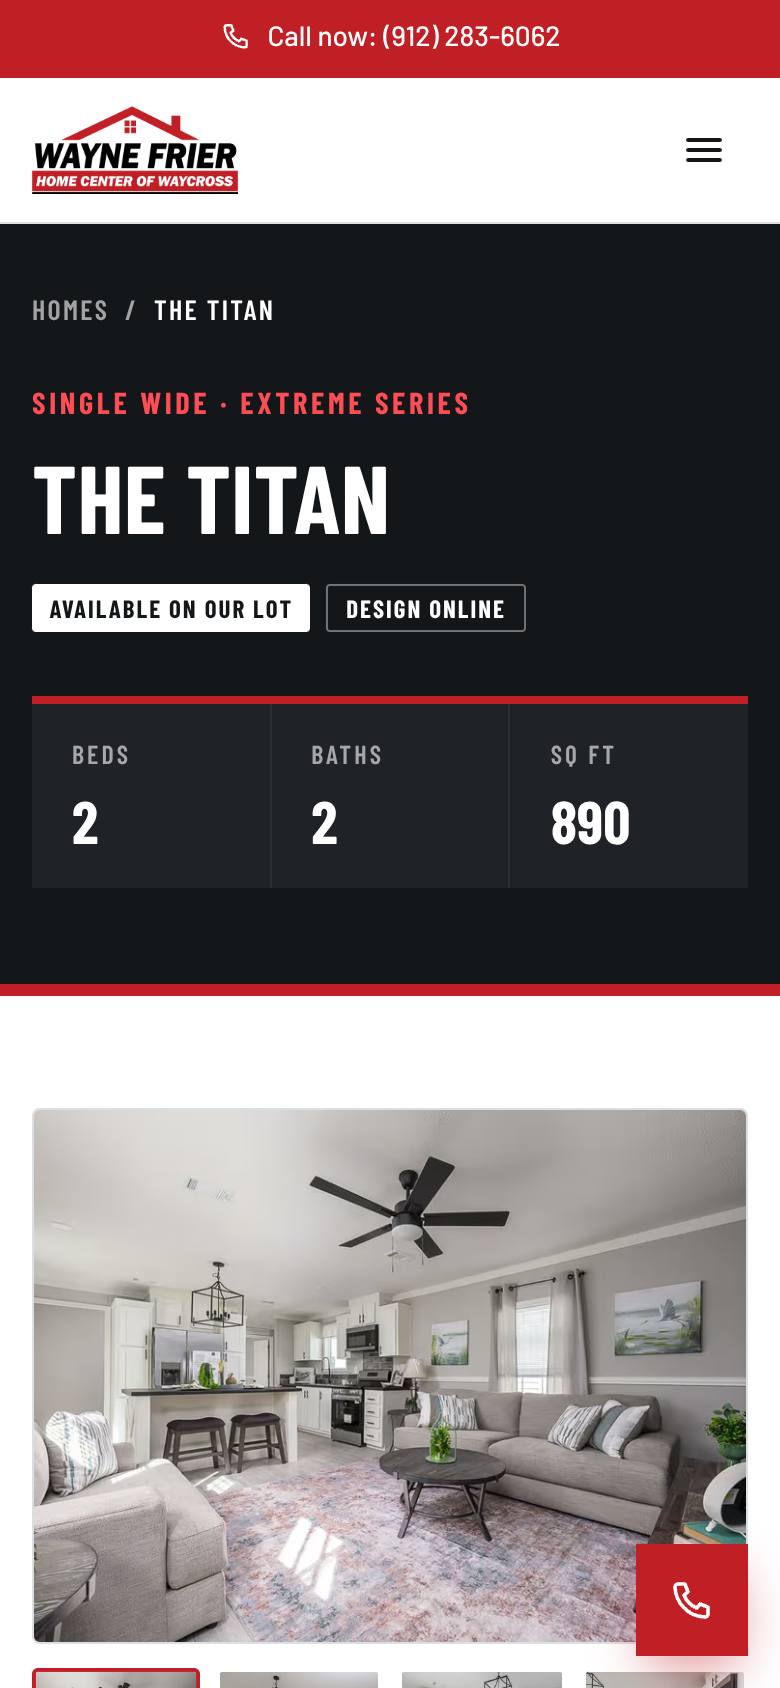 Call now: (912) 283-6062
WAYNE FRIER
HOME CENTER OF WAYCROSS
HOMES / THE TITAN
SINGLE WIDE · EXTREME SERIES
THE TITAN
AVAILABLE ON OUR LOT DESIGN ONLINE
BEDS BATHS SQ FT
2 2 890